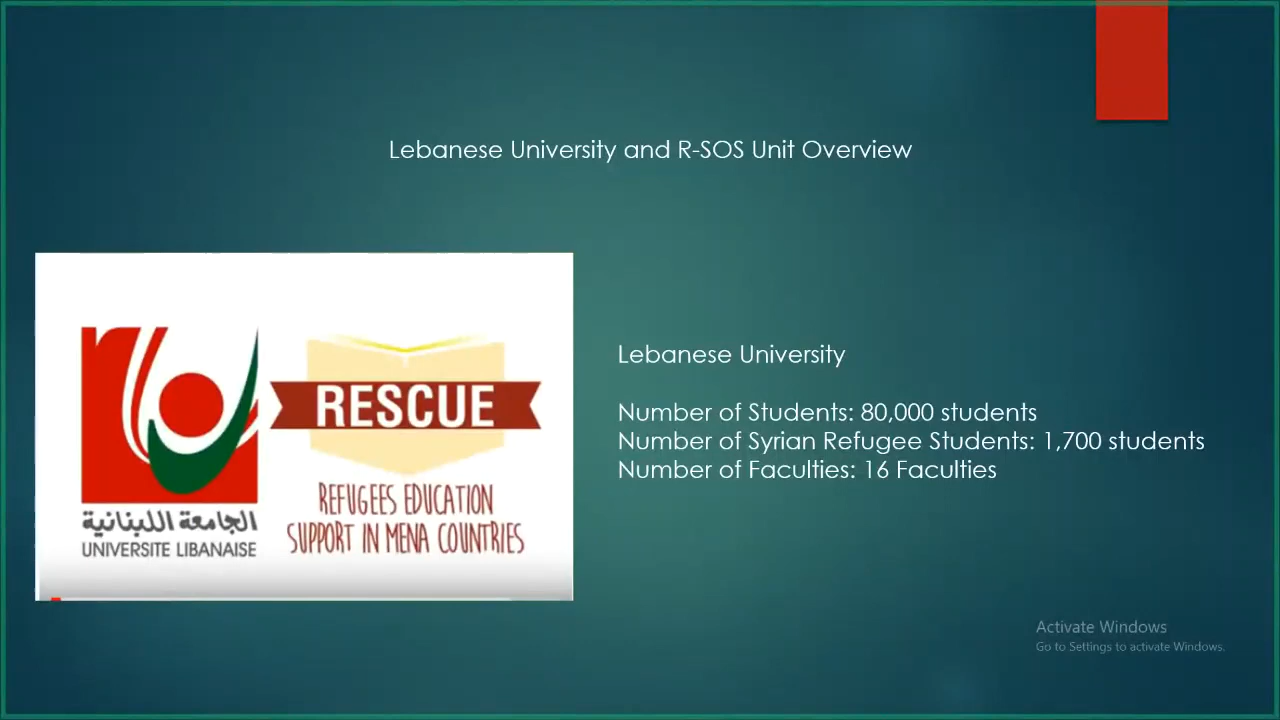 Lebanese University and R-SOS Unit Overview
الجامعة اللبنانية
UNIVERSITE LIBANAISE
RESCUE
REFUGEES EDUCATION
SUPPORT IN MENA COUNTRIES
Lebanese University
Number of Students: 80,000 students
Number of Syrian Refugee Students: 1,700 students
Number of Faculties: 16 Faculties
Activate Windows
Go to Settings to activate Windows.